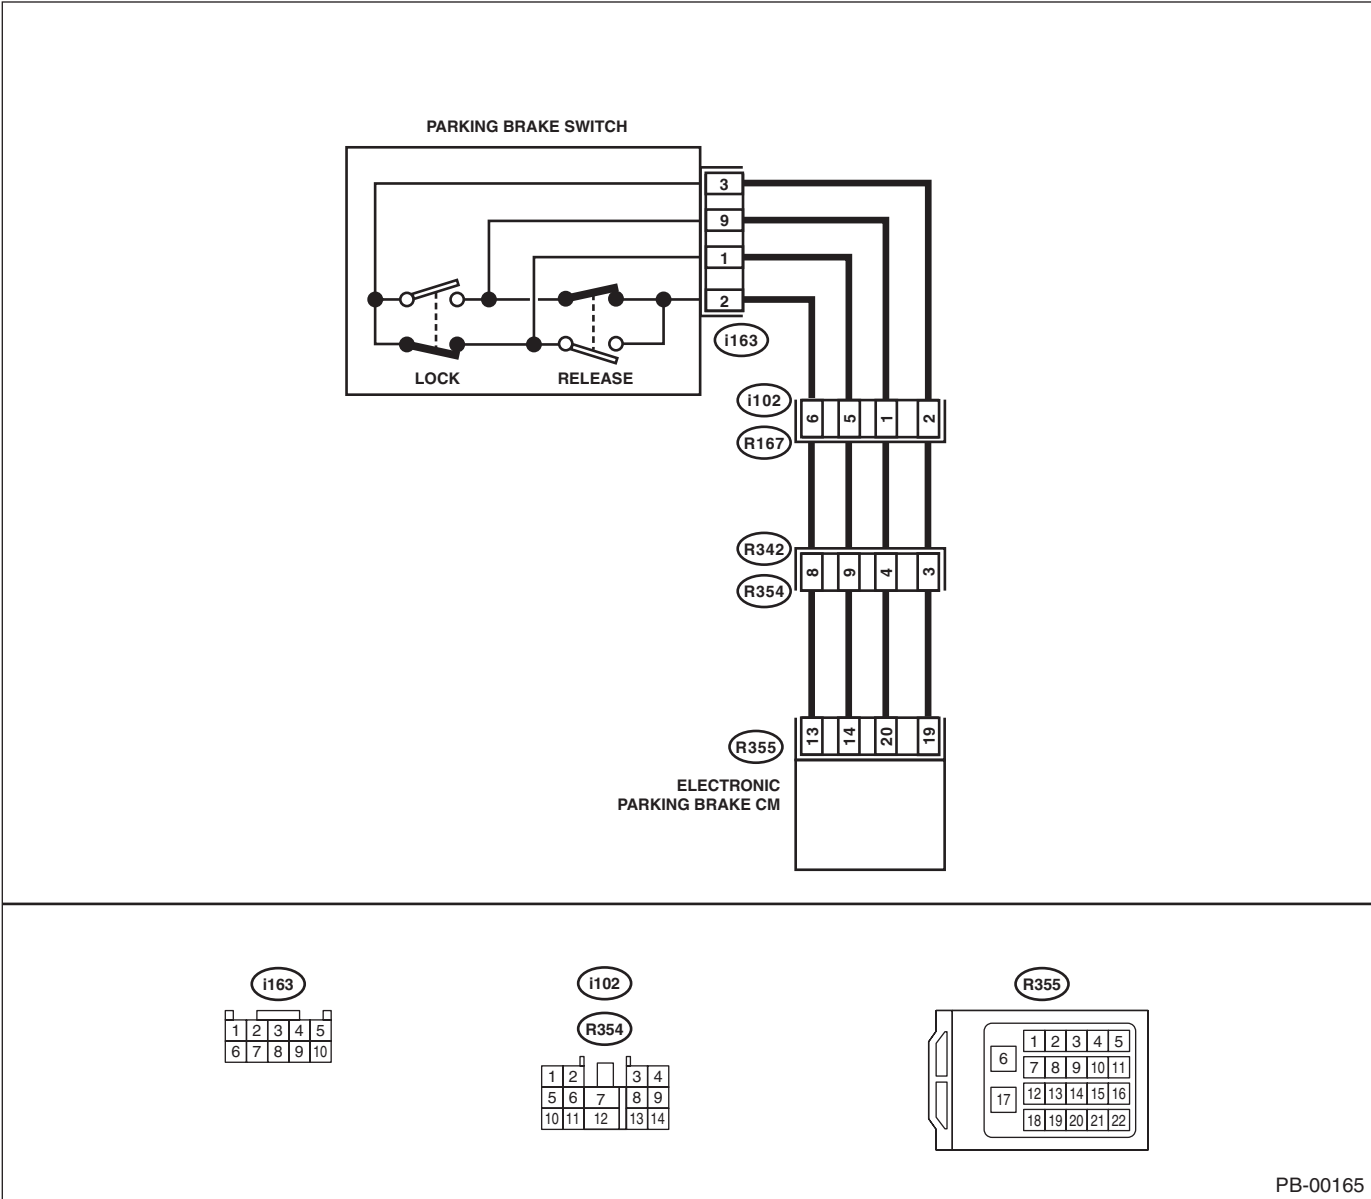 PARKING BRAKE SWITCH
3
9
1
2
i163
LOCK RELEASE
i102
6 5 1 2
R167
R342
8 9 4 3
R354
13 14 20 19
R355
ELECTRONIC
PARKING BRAKE CM
i163
1 2 3 4 5
6 7 8 9 10
i102
R354
1 2 3 4
5 6 7 8 9
10 11 12 13 14
R355
1 2 3 4 5
6
7 8 9 10 11
17
12 13 14 15 16
18 19 20 21 22
PB-00165